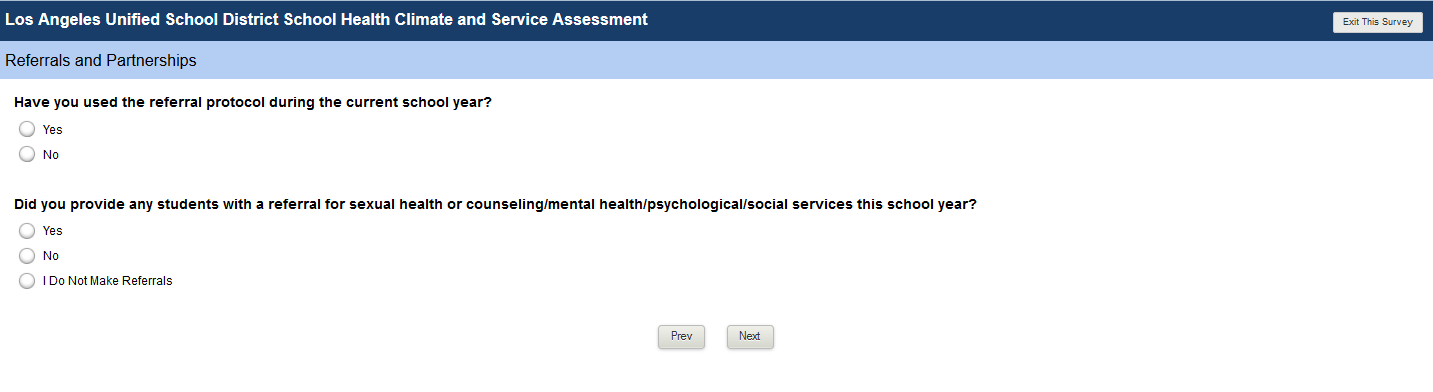 Los Angeles Unified School District School Health Climate and Service Assessment
Exit This Survey
Referrals and Partnerships
Have you used the referral protocol during the current school year?
Yes
No
Did you provide any students with a referral for sexual health or counseling/mental health/psychological/social services this school year?
Yes
No
I Do Not Make Referrals
Prev
Next